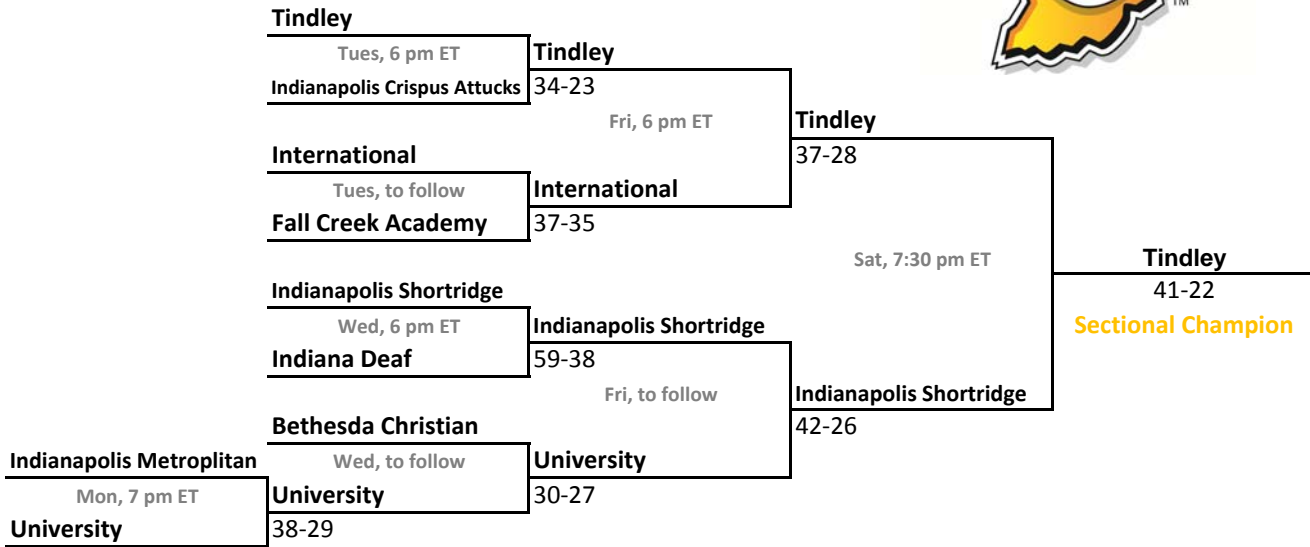 Tindley
TM
Tues, 6 pm ET
Tindley
Indianapolis Crispus Attucks
34-23
Fri, 6 pm ET
Tindley
International
37-28
Tues, to follow
International
Fall Creek Academy
37-35
Sat, 7:30 pm ET
Tindley
Indianapolis Shortridge
41-22
Wed, 6 pm ET
Indianapolis Shortridge
Sectional Champion
Indiana Deaf
59-38
Fri, to follow
Indianapolis Shortridge
Bethesda Christian
42-26
Indianapolis Metroplitan
Wed, to follow
University
Mon, 7 pm ET
University
30-27
University
38-29